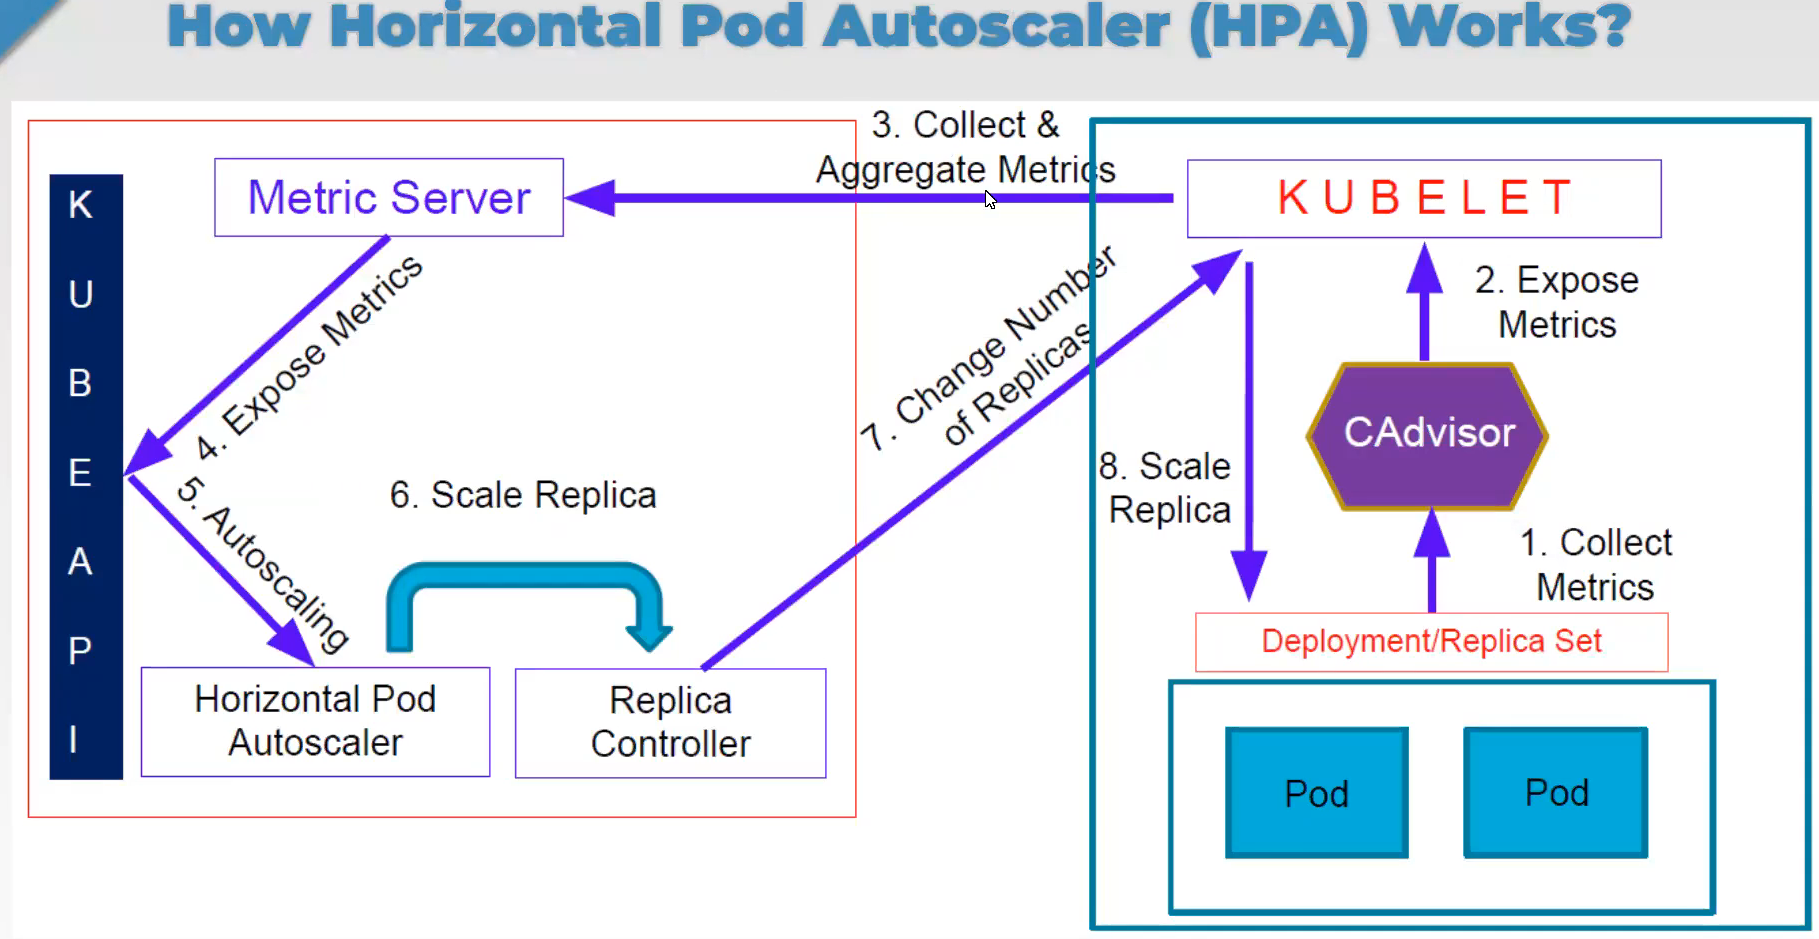 How Horizontal Pod Autoscaler (HPA) Works?
3. Collect &
Aggregate Metrics
K
U
B
E
A
P
I
Metric Server
K U B E L E T
4. Expose Metrics
5. Autoscaling
6. Scale Replica
7. Change Number
of Replicas
2. Expose
Metrics
CAdvisor
8. Scale
Replica
1. Collect
Metrics
Deployment/Replica Set
Horizontal Pod
Autoscaler
Replica
Controller
Pod
Pod